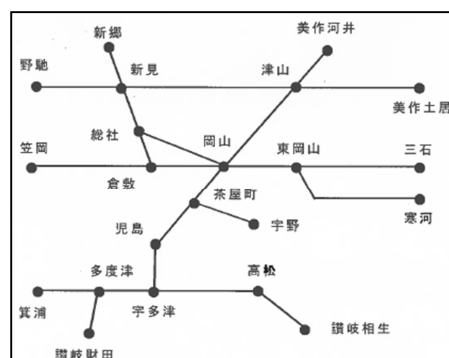 新郷
美作河井
野馳
新見
津山
美作土居
総社
岡山
東岡山
三石
笠岡
倉敷
茶屋町
寒河
宇野
児島
多度津
高松
箕浦
宇多津
讃岐相生
讃岐財田